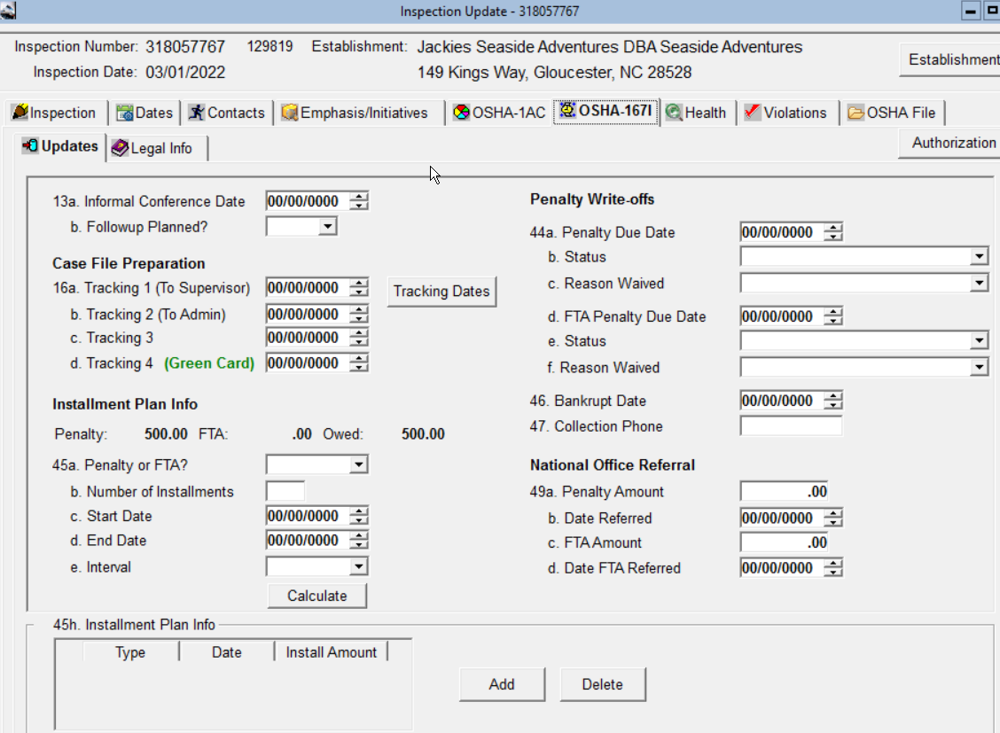 Inspection Update - 318057767
Inspection Number: 318057767 129819 Establishment: Jackies Seaside Adventures DBA Seaside Adventures
Inspection Date: 03/01/2022 149 Kings Way, Gloucester, NC 28528
Establishment
Inspection Dates Contacts Emphasis/Initiatives OSHA-1AC OSHA-167I Health Violations OSHA File
Updates Legal Info
Authorization
13a. Informal Conference Date 00/00/0000
b. Followup Planned?
Case File Preparation
16a. Tracking 1 (To Supervisor) 00/00/0000 Tracking Dates
b. Tracking 2 (To Admin) 00/00/0000
c. Tracking 3 00/00/0000
d. Tracking 4 (Green Card) 00/00/0000
Installment Plan Info
Penalty: 500.00 FTA: .00 Owed: 500.00
45a. Penalty or FTA?
b. Number of Installments
c. Start Date 00/00/0000
d. End Date 00/00/0000
e. Interval
Calculate
Penalty Write-offs
44a. Penalty Due Date 00/00/0000
b. Status
c. Reason Waived
d. FTA Penalty Due Date 00/00/0000
e. Status
f. Reason Waived
46. Bankrupt Date 00/00/0000
47. Collection Phone
National Office Referral
49a. Penalty Amount .00
b. Date Referred 00/00/0000
c. FTA Amount .00
d. Date FTA Referred 00/00/0000
45h. Installment Plan Info
Type Date Install Amount
Add Delete